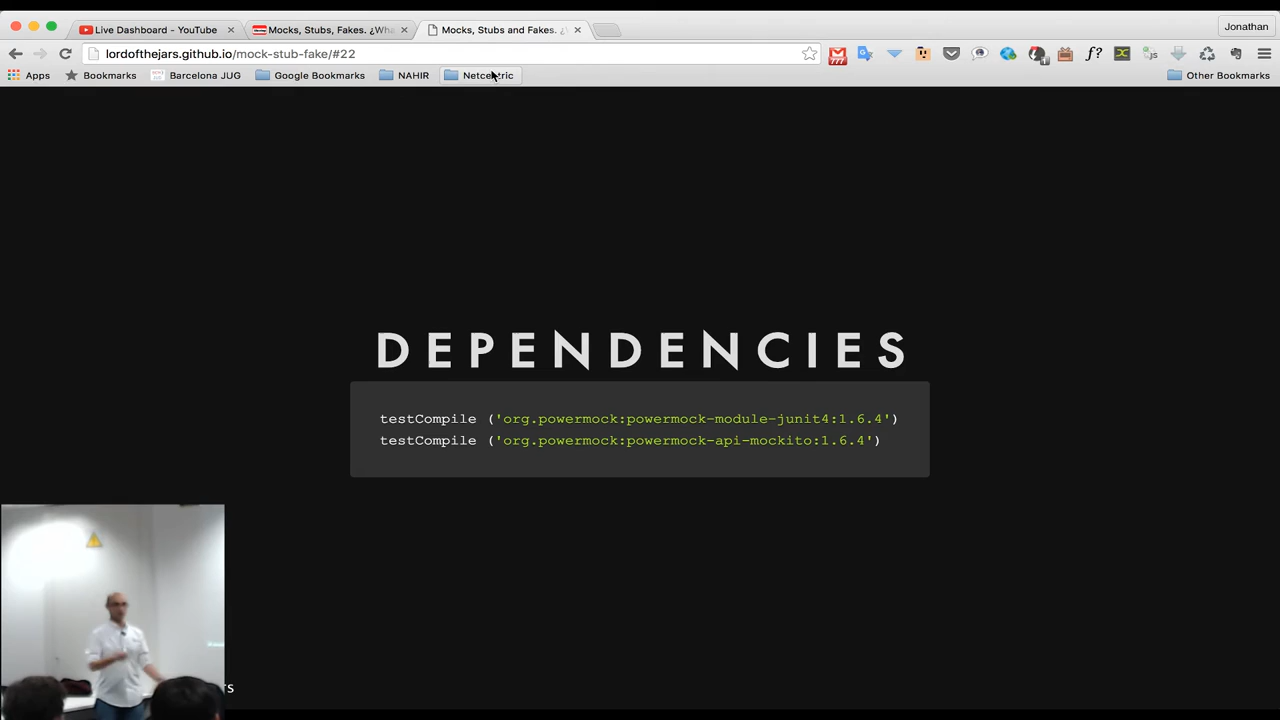 Live Dashboard - YouTube
Mocks, Stubs, Fakes. ¿Wha
Mocks, Stubs and Fakes. ¿
Jonathan
lordofthejars.github.io/mock-stub-fake/#22
Apps
Bookmarks
Barcelona JUG
Google Bookmarks
NAHIR
Netcentric
Other Bookmarks
DEPENDENCIES
testCompile ('org.powermock:powermock-module-junit4:1.6.4')
testCompile ('org.powermock:powermock-api-mockito:1.6.4')